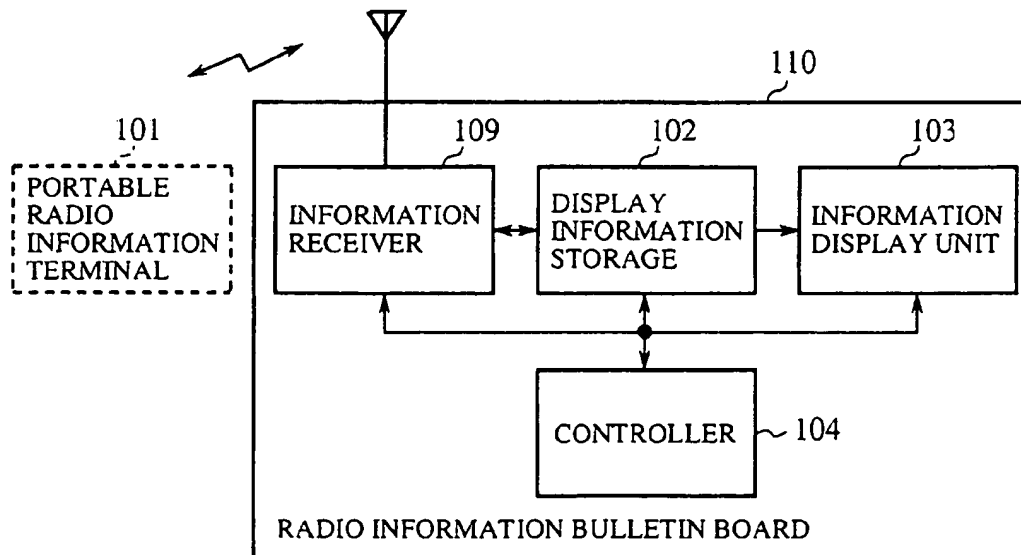 110
101
109
102
103
PORTABLE
RADIO
INFORMATION
TERMINAL
INFORMATION
RECEIVER
DISPLAY
INFORMATION
STORAGE
INFORMATION
DISPLAY UNIT
CONTROLLER
104
RADIO INFORMATION BULLETIN BOARD